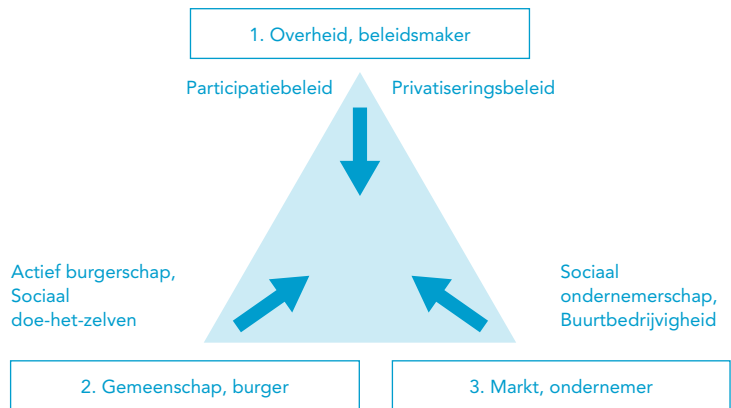 1. Overheid, beleidsmaker
Participatiebeleid
Privatiseringsbeleid
Actief burgerschap,
Sociaal
doe-het-zelven
Sociaal
ondernemerschap,
Buurtbedrijvigheid
2. Gemeenschap, burger
3. Markt, ondernemer